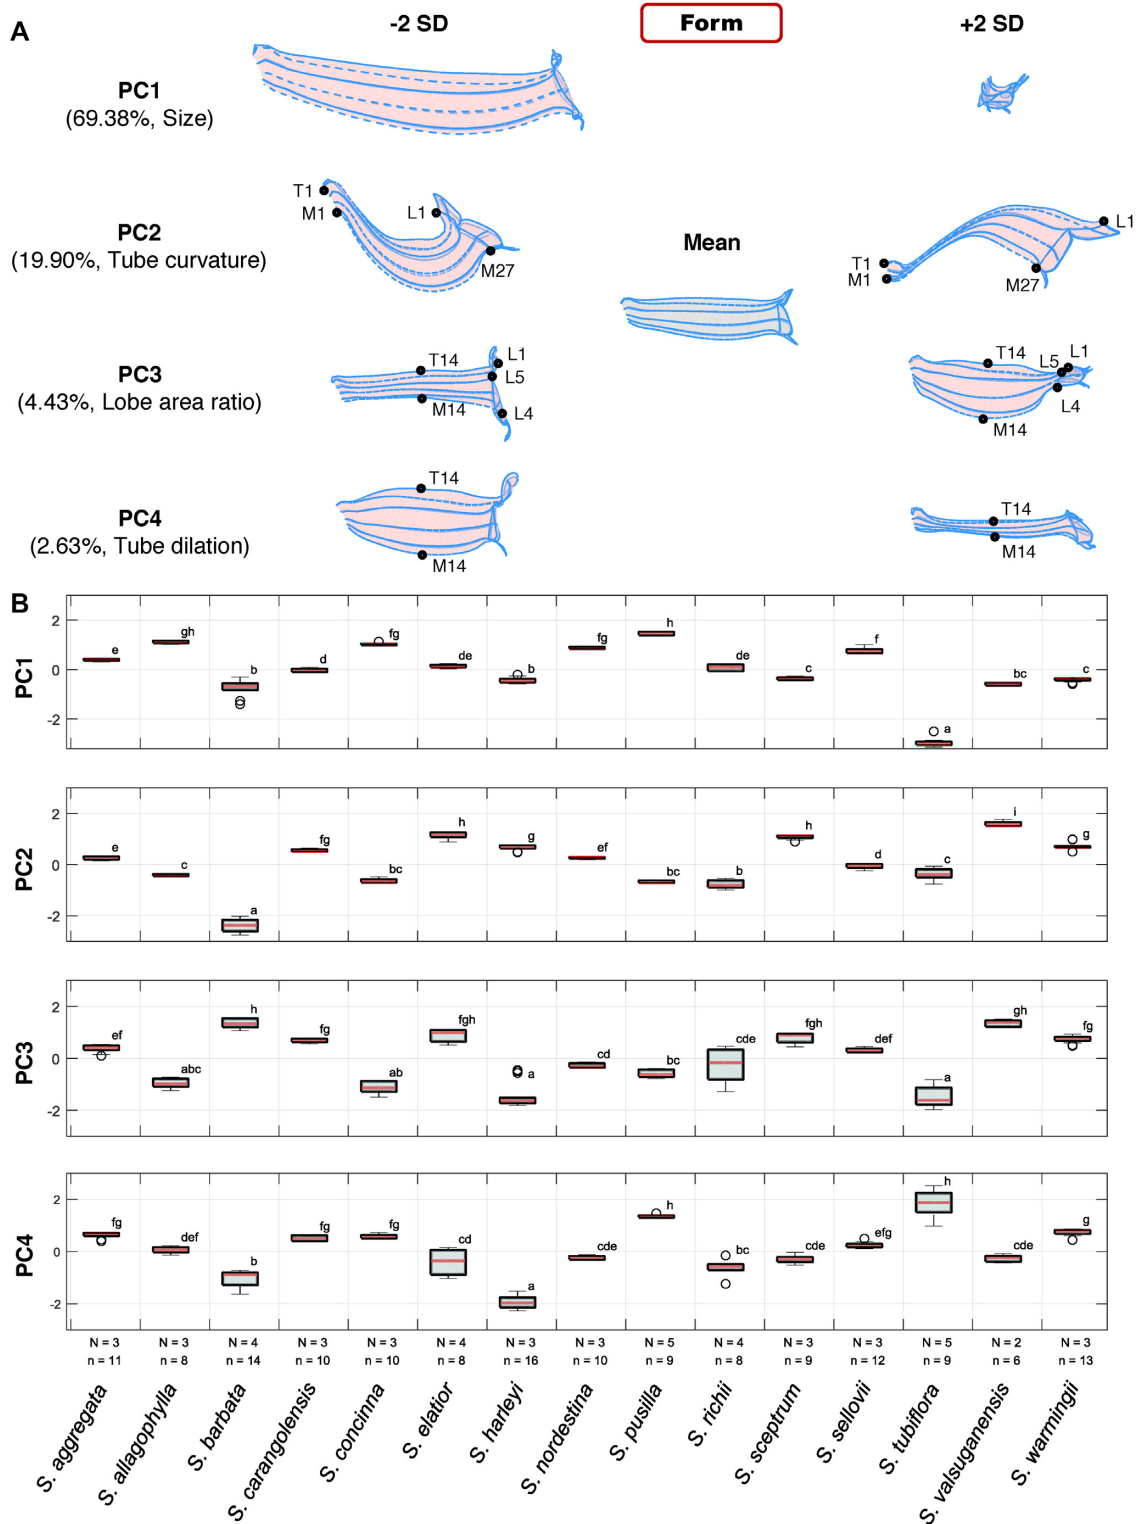 A
-2 SD
Form
+2 SD
PC1
(69.38%, Size)
T1
M1
L1
M27
PC2
(19.90%, Tube curvature)
Mean
L1
T1
M1
M27
PC3
(4.43%, Lobe area ratio)
T14
L1
L5
M14
L4
T14
L5
L1
L4
M14
PC4
(2.63%, Tube dilation)
T14
M14
T14
M14
B
PC1
2
0
-2
e
gh
b
d
fg
de
b
fg
h
de
c
f
a
bc
c
PC2
2
0
-2
e
c
a
fg
bc
h
g
ef
bc
b
h
d
c
i
g
PC3
2
0
-2
ef
abc
h
fg
ab
fgh
a
cd
bc
cde
fgh
def
a
gh
fg
PC4
2
0
-2
fg
def
b
fg
fg
cd
a
cde
h
bc
cde
efg
h
cde
g
N = 3 N = 3 N = 4 N = 3 N = 3 N = 4 N = 3 N = 3 N = 5 N = 4 N = 3 N = 3 N = 5 N = 2 N = 3
n = 11 n = 8 n = 14 n = 10 n = 10 n = 8 n = 16 n = 10 n = 9 n = 8 n = 9 n = 12 n = 9 n = 6 n = 13
S. aggregata
S. allagophylla
S. barbata
S. carangolensis
S. concinna
S. elatior
S. harleyi
S. nordestina
S. pusilla
S. richii
S. sceptrum
S. sellovii
S. tubiflora
S. valsuganensis
S. warmingii